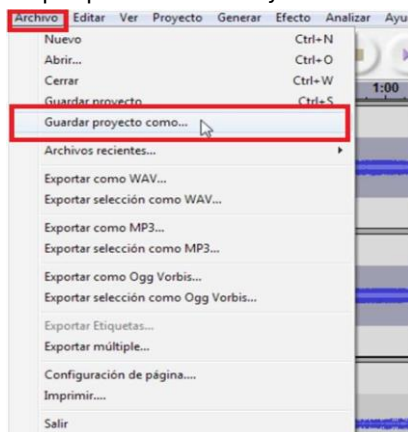 Archivo Editar Ver Proyecto Generar Efecto Analizar Ayu
Nuevo Ctrl+N
Abrir... Ctrl+O
Cerrar Ctrl+W
Guardar proyecto Ctrl+S
Guardar proyecto como...
Archivos recientes...
Exportar como WAV...
Exportar selección como WAV...
Exportar como MP3...
Exportar selección como MP3...
Exportar como Ogg Vorbis...
Exportar selección como Ogg Vorbis...
Exportar Etiquetas...
Exportar múltiple...
Configuración de página....
Imprimir....
Salir
1:00